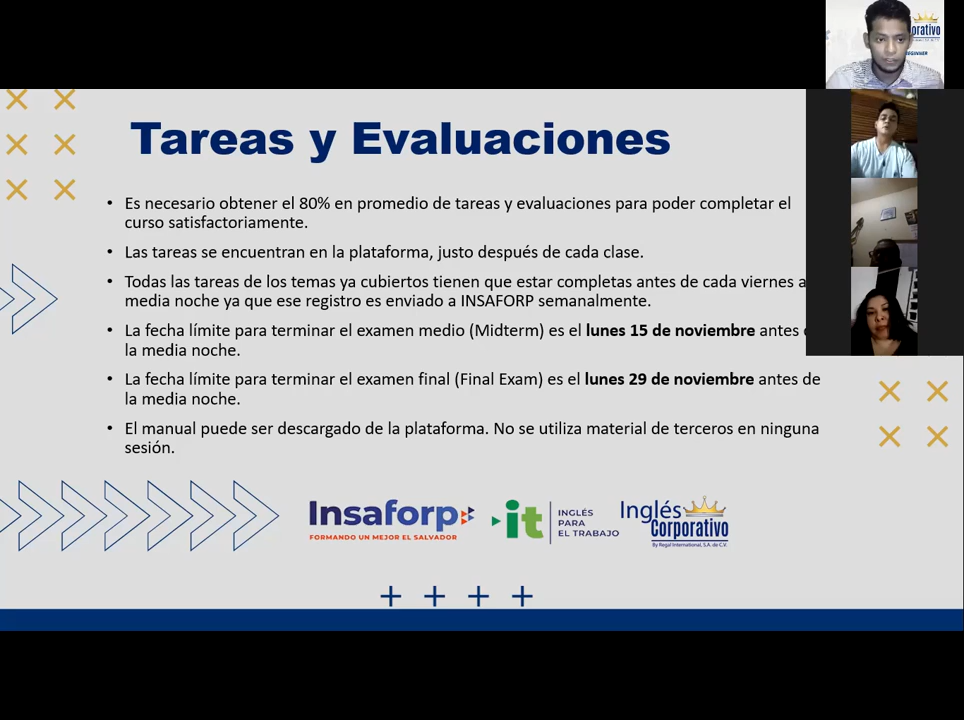 Tareas y Evaluaciones
• Es necesario obtener el 80% en promedio de tareas y evaluaciones para poder completar el
curso satisfactoriamente.
• Las tareas se encuentran en la plataforma, justo después de cada clase.
• Todas las tareas de los temas ya cubiertos tienen que estar completas antes de cada viernes a
media noche ya que ese registro es enviado a INSAFORP semanalmente.
• La fecha límite para terminar el examen medio (Midterm) es el lunes 15 de noviembre antes
la media noche.
• La fecha límite para terminar el examen final (Final Exam) es el lunes 29 de noviembre antes de
la media noche.
• El manual puede ser descargado de la plataforma. No se utiliza material de terceros en ninguna
sesión.
Insaforp
FORMANDO UN MEJOR EL SALVADOR
it
INGLÉS
PARA
EL TRABAJO
Inglés
Corporativo
By Regal International, S.A. de C.V.